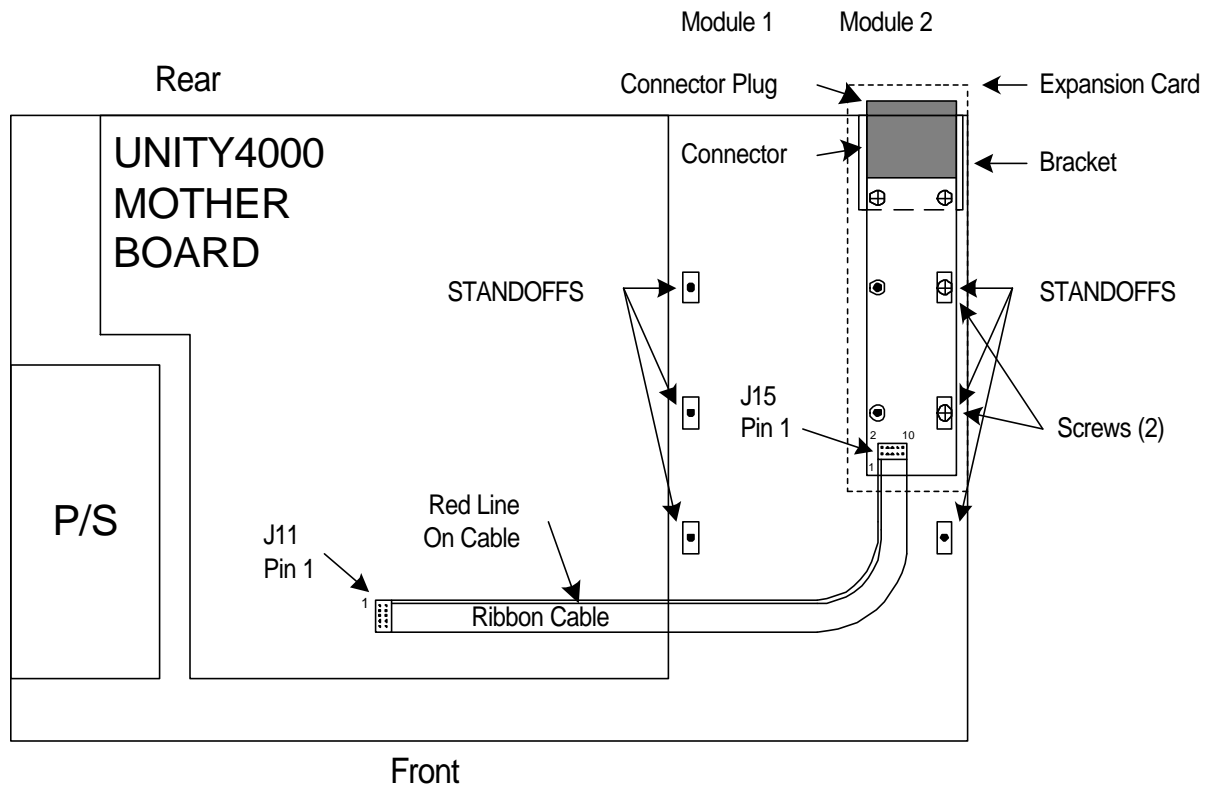 Module 1
Module 2
Rear
Connector Plug
Expansion Card
UNITY4000
MOTHER
BOARD
Connector
Bracket
STANDOFFS
STANDOFFS
J15
Pin 1
2
10
1
Screws (2)
P/S
J11
Pin 1
Red Line
On Cable
1
Ribbon Cable
Front